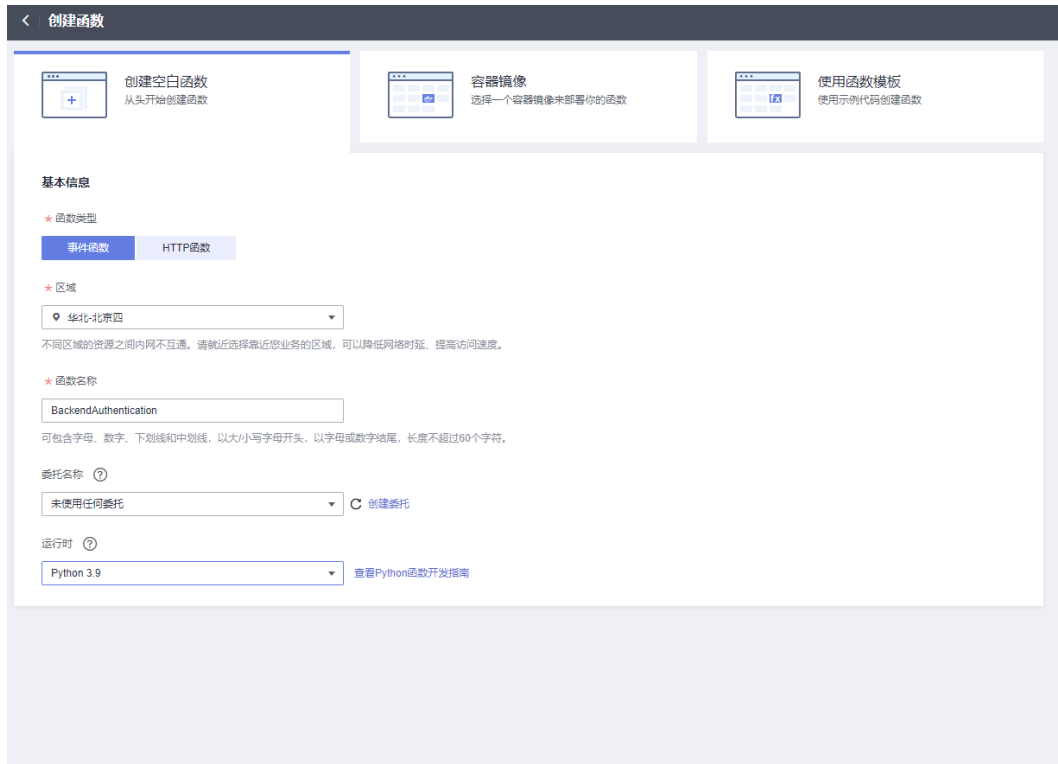 创建函数
创建空白函数
从头开始创建函数
容器镜像
选择一个容器镜像来部署你的函数
使用函数模板
使用示例代码创建函数
基本信息
* 函数类型
事件函数 HTTP函数
* 区域
华北-北京四
不同区域的资源之间内网不互通。请就近选择靠近您业务的区域，可以降低网络时延、提高访问速度。
* 函数名称
BackendAuthentication
可包含字母、数字、下划线和中划线，以大/小写字母开头，以字母或数字结尾，长度不超过60个字符。
委托名称 ?
未使用任何委托 创建委托
运行时 ?
Python 3.9 查看Python函数开发指南